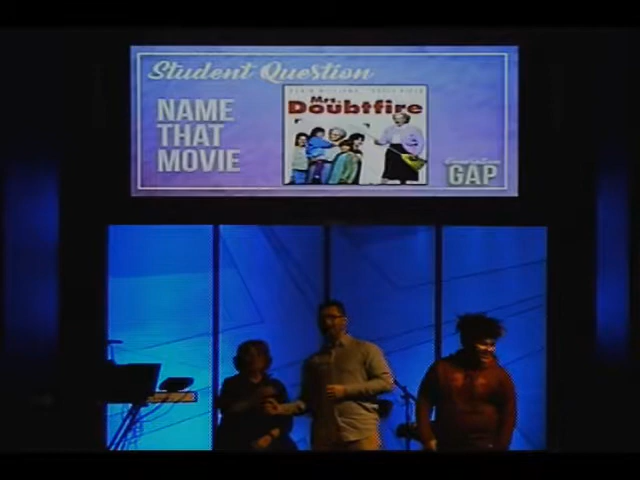 Student Question
NAME
THAT
MOVIE
Mrs.
Doubtfire
GAP